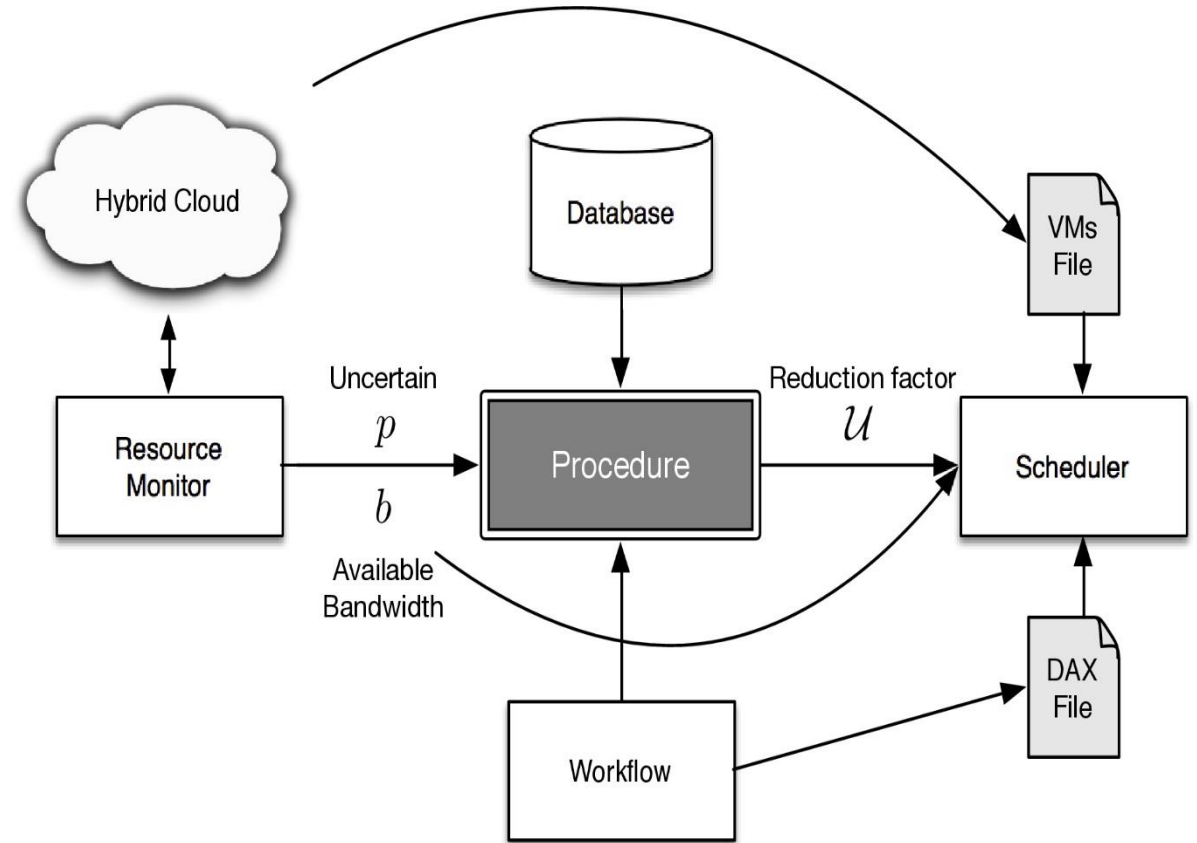 Hybrid Cloud
Database
VMs
File
Uncertain
p
b
Available
Bandwidth
Resource
Monitor
Procedure
Reduction factor
𝒰
Scheduler
Workflow
DAX
File